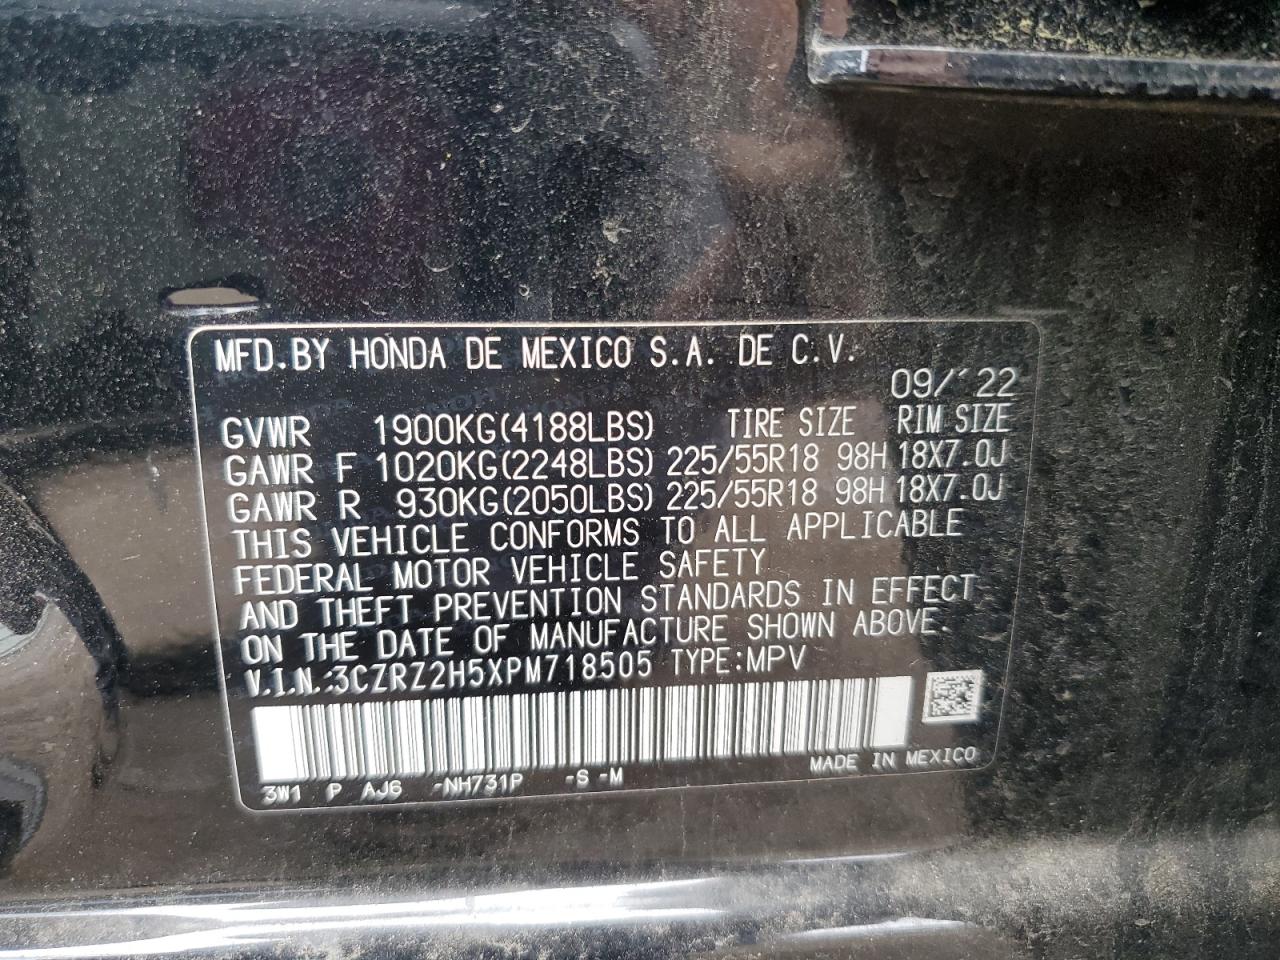 MFD.BY HONDA DE MEXICO S.A. DE C.V.
09/'22
GVWR 1900KG(4188LBS) TIRE SIZE RIM SIZE
GAWR F 1020KG(2248LBS) 225/55R18 98H 18X7.0J
GAWR R 930KG(2050LBS) 225/55R18 98H 18X7.0J
THIS VEHICLE CONFORMS TO ALL APPLICABLE
FEDERAL MOTOR VEHICLE SAFETY
AND THEFT PREVENTION STANDARDS IN EFFECT
ON THE DATE OF MANUFACTURE SHOWN ABOVE.
V.I.N.:3CZRZ2H5XPM718505 TYPE:MPV
MADE IN MEXICO
3W1 P AJ6 -NH731P -S -M